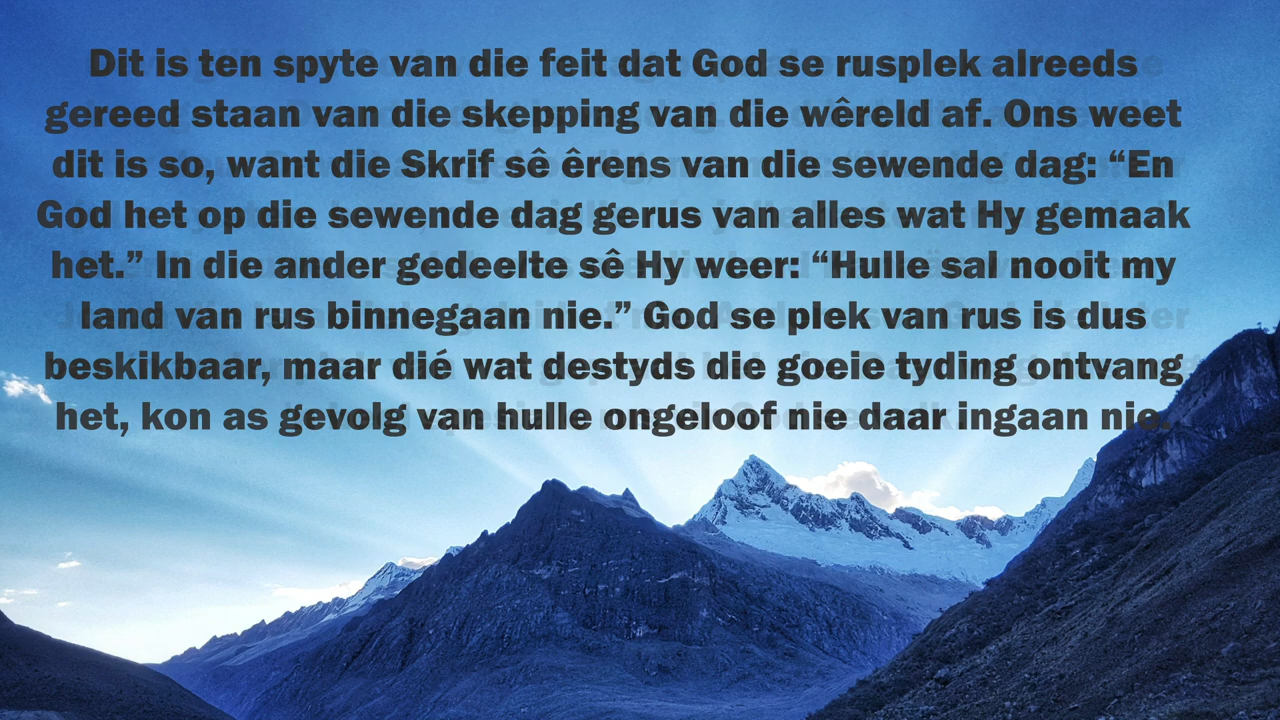 Dit is ten spyte van die feit dat God se rusplek alreeds
gereed staan van die skepping van die wêreld af. Ons weet
dit is so, want die Skrif sê êrens van die sewende dag: “En
God het op die sewende dag gerus van alles wat Hy gemaak
het.” In die ander gedeelte sê Hy weer: “Hulle sal nooit my
land van rus binnegaan nie.” God se plek van rus is dus
beskikbaar, maar dié wat destyds die goeie tyding ontvang
het, kon as gevolg van hulle ongeloof nie daar ingaan nie.